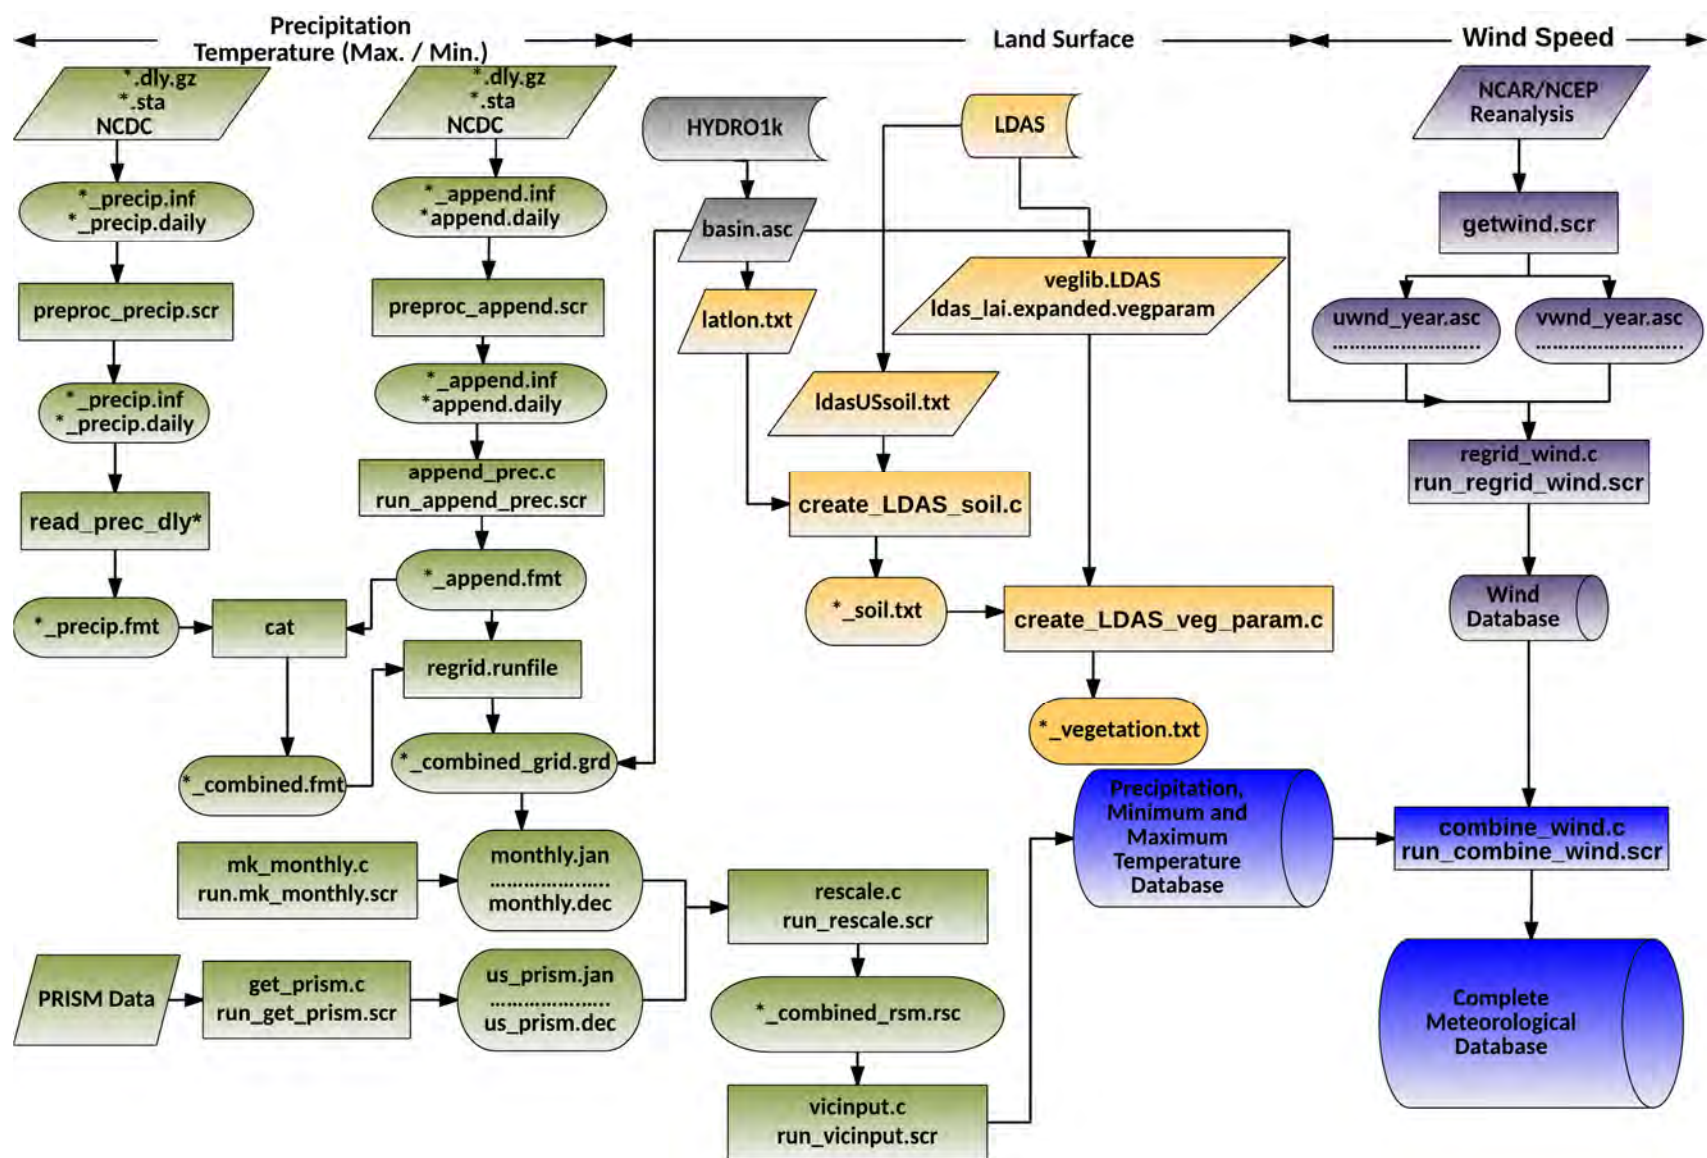 Precipitation
Temperature (Max. / Min.)
Land Surface
Wind Speed
*.dly.gz
*.sta
NCDC
*_precip.inf
*_precip.daily
preproc_precip.scr
*_precip.inf
*_precip.daily
read_prec_dly*
*_precip.fmt
cat
*_combined.fmt
*.dly.gz
*.sta
NCDC
*_append.inf
*append.daily
preproc_append.scr
*_append.inf
*append.daily
append_prec.c
run_append_prec.scr
*_append.fmt
regrid.runfile
*_combined_grid.grd
mk_monthly.c
run.mk_monthly.scr
monthly.jan
....................
monthly.dec
PRISM Data
get_prism.c
run_get_prism.scr
us_prism.jan
....................
us_prism.dec
rescale.c
run_rescale.scr
*_combined_rsm.rsc
vicinput.c
run_vicinput.scr
HYDRO1k
basin.asc
latlon.txt
LDAS
veglib.LDAS
ldas_lai.expanded.vegparam
ldasUSsoil.txt
create_LDAS_soil.c
*_soil.txt
create_LDAS_veg_param.c
*_vegetation.txt
Precipitation,
Minimum and
Maximum
Temperature
Database
NCAR/NCEP
Reanalysis
getwind.scr
uwnd_year.asc
.........................
vwnd_year.asc
.........................
regrid_wind.c
run_regrid_wind.scr
Wind
Database
combine_wind.c
run_combine_wind.scr
Complete
Meteorological
Database